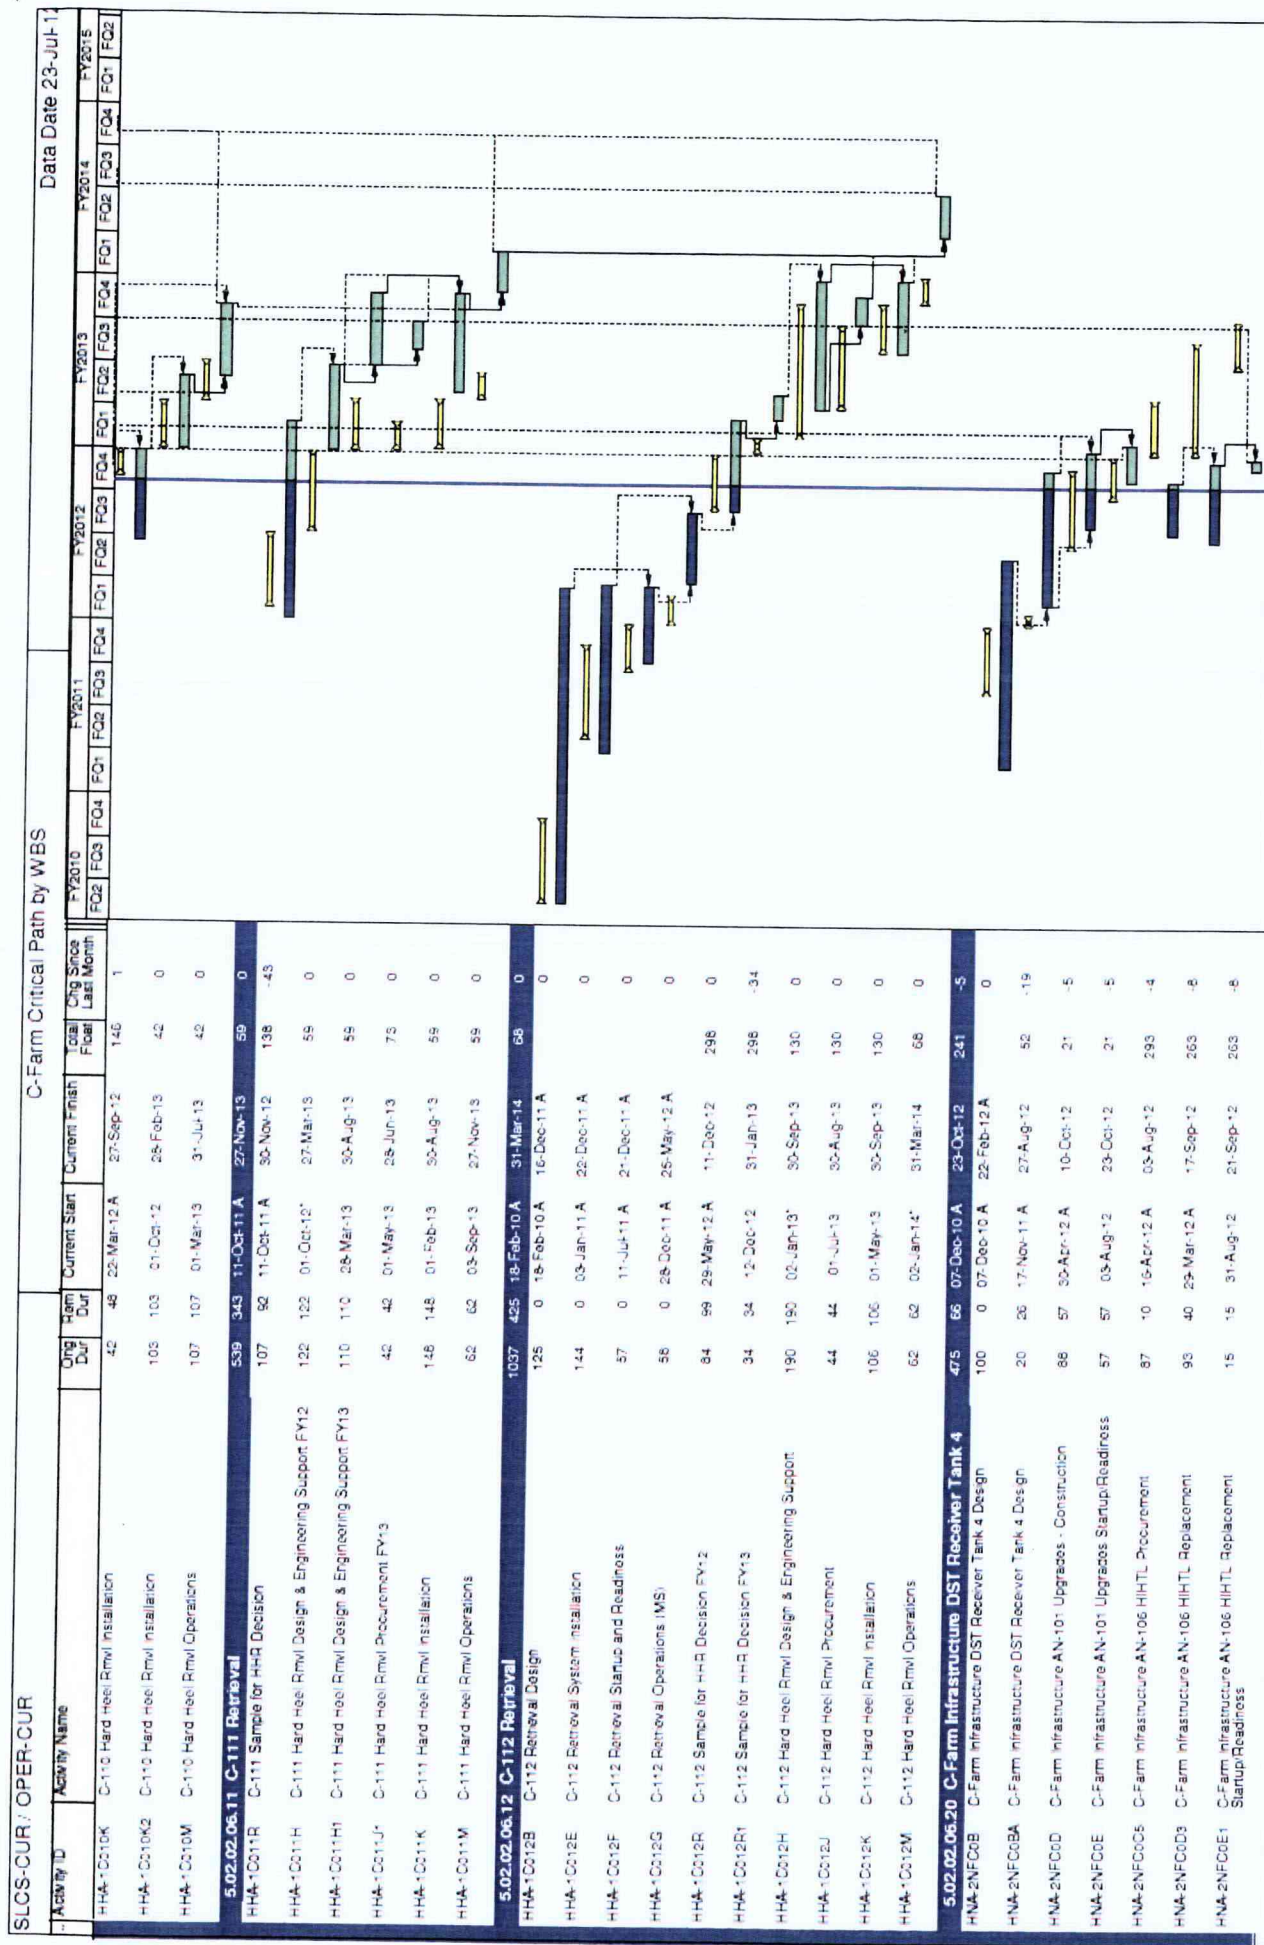 SLCS-CUR / OPER-CUR
C-Farm Critical Path by WBS
Data Date 23-Jul-12
Activity ID Activity Name Orig Dur Rem Dur Current Start Current Finish Total Float Chg Since Last Month
FY2010 FY2011 FY2012 FY2013 FY2014 FY2015
FQ2 FQ3 FQ4 FQ1 FQ2 FQ3 FQ4 FQ1 FQ2 FQ3 FQ4 FQ1 FQ2 FQ3 FQ4 FQ1 FQ2 FQ3 FQ4 FQ1 FQ2
HHA-1C010K C-110 Hard Heel Rmvl Installation 42 48 22-Mar-12 A 27-Sep-12 146 1
HHA-1C010K2 C-110 Hard Heel Rmvl Installation 103 103 01-Oct-12 28-Feb-13 42 0
HHA-1C010M C-110 Hard Heel Rmvl Operations 107 107 01-Mar-13 31-Jul-13 42 0
5.02.02.06.11 C-111 Retrieval 539 343 11-Oct-11 A 27-Nov-13 59 0
HHA-1C011R C-111 Sample for HHR Decision 107 92 11-Oct-11 A 30-Nov-12 138 -43
HHA-1C011H C-111 Hard Heel Rmvl Design & Engineering Support FY12 122 122 01-Oct-12* 27-Mar-13 59 0
HHA-1C011H1 C-111 Hard Heel Rmvl Design & Engineering Support FY13 110 110 28-Mar-13 30-Aug-13 59 0
HHA-1C011J1 C-111 Hard Heel Rmvl Procurement FY13 42 42 01-May-13 28-Jun-13 73 0
HHA-1C011K C-111 Hard Heel Rmvl Installation 148 148 01-Feb-13 30-Aug-13 59 0
HHA-1C011M C-111 Hard Heel Rmvl Operations 62 62 03-Sep-13 27-Nov-13 59 0
5.02.02.06.12 C-112 Retrieval 1037 425 18-Feb-10 A 31-Mar-14 68 0
HHA-1C012B C-112 Retrieval Design 125 0 18-Feb-10 A 16-Dec-11 A 0
HHA-1C012E C-112 Retrieval System Installation 144 0 03-Jan-11 A 22-Dec-11 A 0
HHA-1C012F C-112 Retrieval Startup and Readiness 57 0 11-Jul-11 A 21-Dec-11 A 0
HHA-1C012G C-112 Retrieval Operations (MS) 58 0 28-Dec-11 A 25-May-12 A 0
HHA-1C012R C-112 Sample for HHR Decision FY12 84 99 29-May-12 A 11-Dec-12 298 0
HHA-1C012R1 C-112 Sample for HHR Decision FY13 34 34 12-Dec-12 31-Jan-13 298 -34
HHA-1C012H C-112 Hard Heel Rmvl Design & Engineering Support 190 190 02-Jan-13* 30-Sep-13 130 0
HHA-1C012J C-112 Hard Heel Rmvl Procurement 44 44 01-Jul-13 30-Aug-13 130 0
HHA-1C012K C-112 Hard Heel Rmvl Installation 106 106 01-May-13 30-Sep-13 130 0
HHA-1C012M C-112 Hard Heel Rmvl Operations 62 62 02-Jan-14* 31-Mar-14 68 0
5.02.02.06.20 C-Farm Infrastructure DST Receiver Tank 4 475 66 07-Dec-10 A 23-Oct-12 241 -5
HNA-2NFC0B C-Farm Infrastructure DST Receiver Tank 4 Design 100 0 07-Dec-10 A 22-Feb-12 A 0
HNA-2NFC0BA C-Farm Infrastructure DST Receiver Tank 4 Design 20 26 17-Nov-11 A 27-Aug-12 52 -19
HNA-2NFC0D C-Farm Infrastructure AN-101 Upgrades - Construction 88 57 30-Apr-12 A 10-Oct-12 21 -5
HNA-2NFC0E C-Farm Infrastructure AN-101 Upgrades Startup/Readiness 57 57 03-Aug-12 23-Oct-12 21 -5
HNA-2NFC0C5 C-Farm Infrastructure AN-106 HIHTL Procurement 87 10 16-Apr-12 A 03-Aug-12 293 -4
HNA-2NFC0D3 C-Farm Infrastructure AN-106 HIHTL Replacement 93 40 29-Mar-12 A 17-Sep-12 263 -8
HNA-2NFC0E1 C-Farm Infrastructure AN-106 HIHTL Replacement 15 15 31-Aug-12 21-Sep-12 263 -8
Startup/Readiness